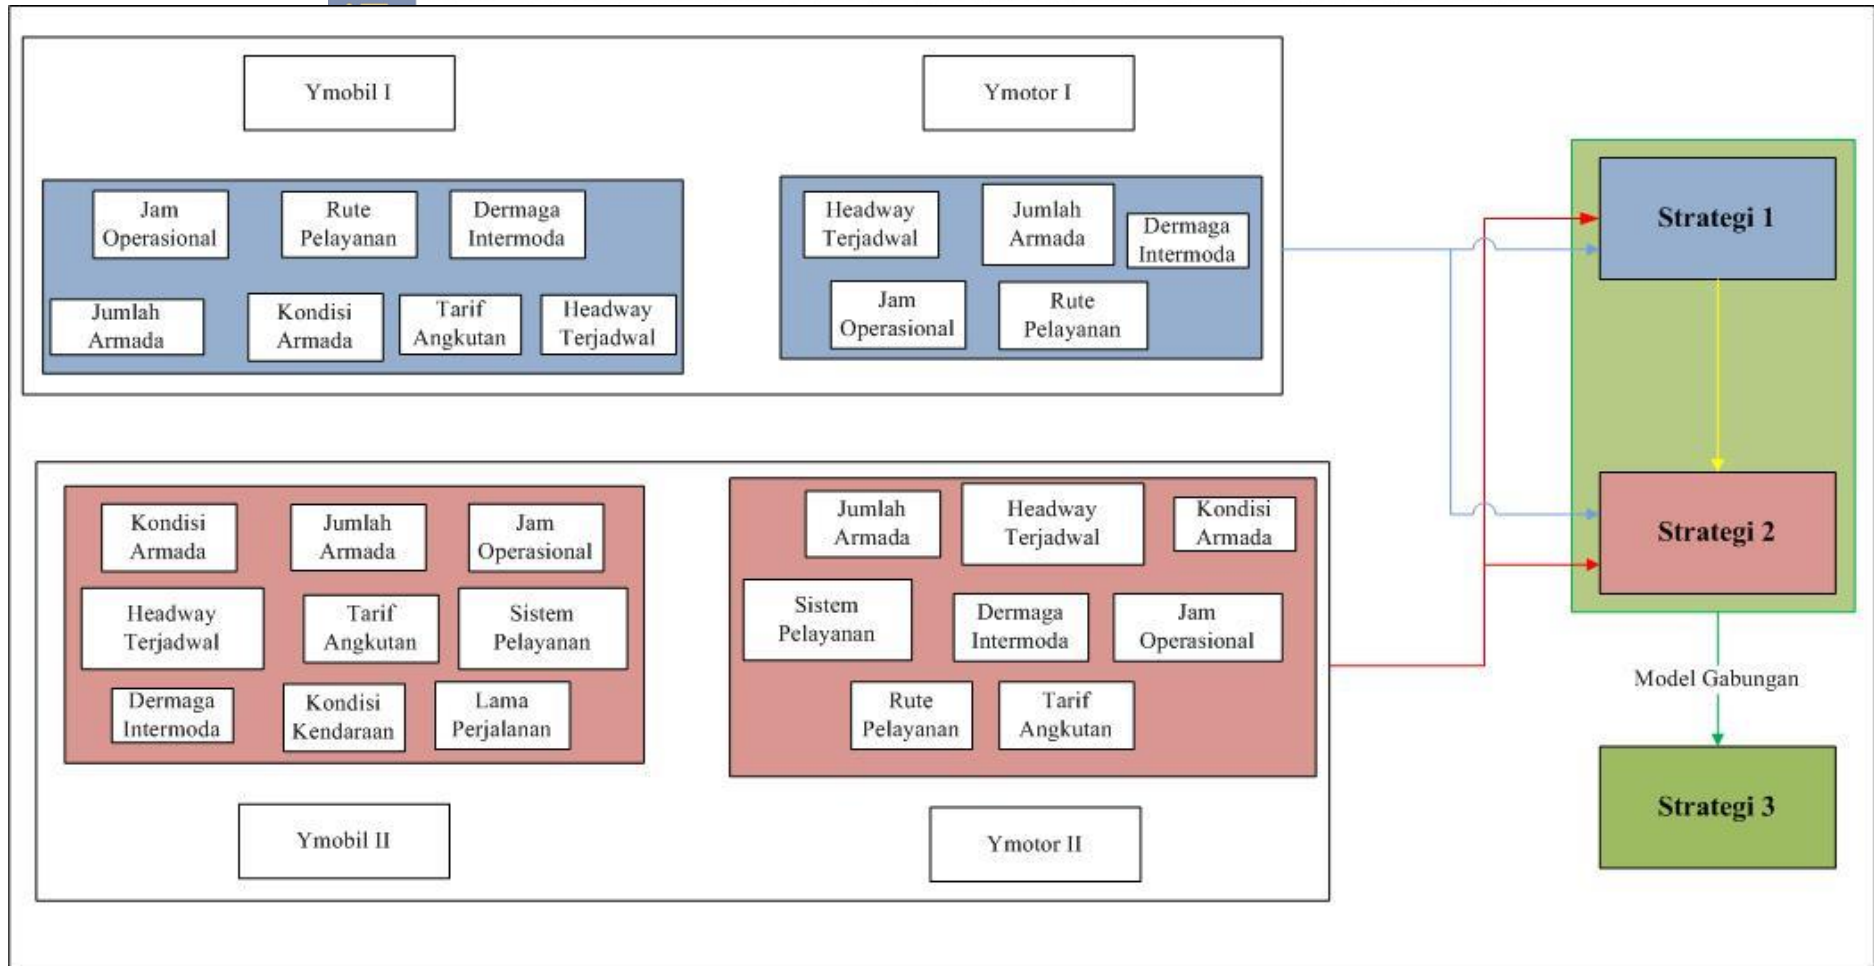 Ymobil I
Ymotor I
Jam
Operasional
Rute
Pelayanan
Dermaga
Intermoda
Jumlah
Armada
Kondisi
Armada
Tarif
Angkutan
Headway
Terjadwal
Headway
Terjadwal
Jumlah
Armada
Dermaga
Intermoda
Jam
Operasional
Rute
Pelayanan
Kondisi
Armada
Jumlah
Armada
Jam
Operasional
Headway
Terjadwal
Tarif
Angkutan
Sistem
Pelayanan
Dermaga
Intermoda
Kondisi
Kendaraan
Lama
Perjalanan
Jumlah
Armada
Headway
Terjadwal
Kondisi
Armada
Sistem
Pelayanan
Dermaga
Intermoda
Jam
Operasional
Rute
Pelayanan
Tarif
Angkutan
Ymobil II
Ymotor II
Strategi 1
Strategi 2
Model Gabungan
Strategi 3